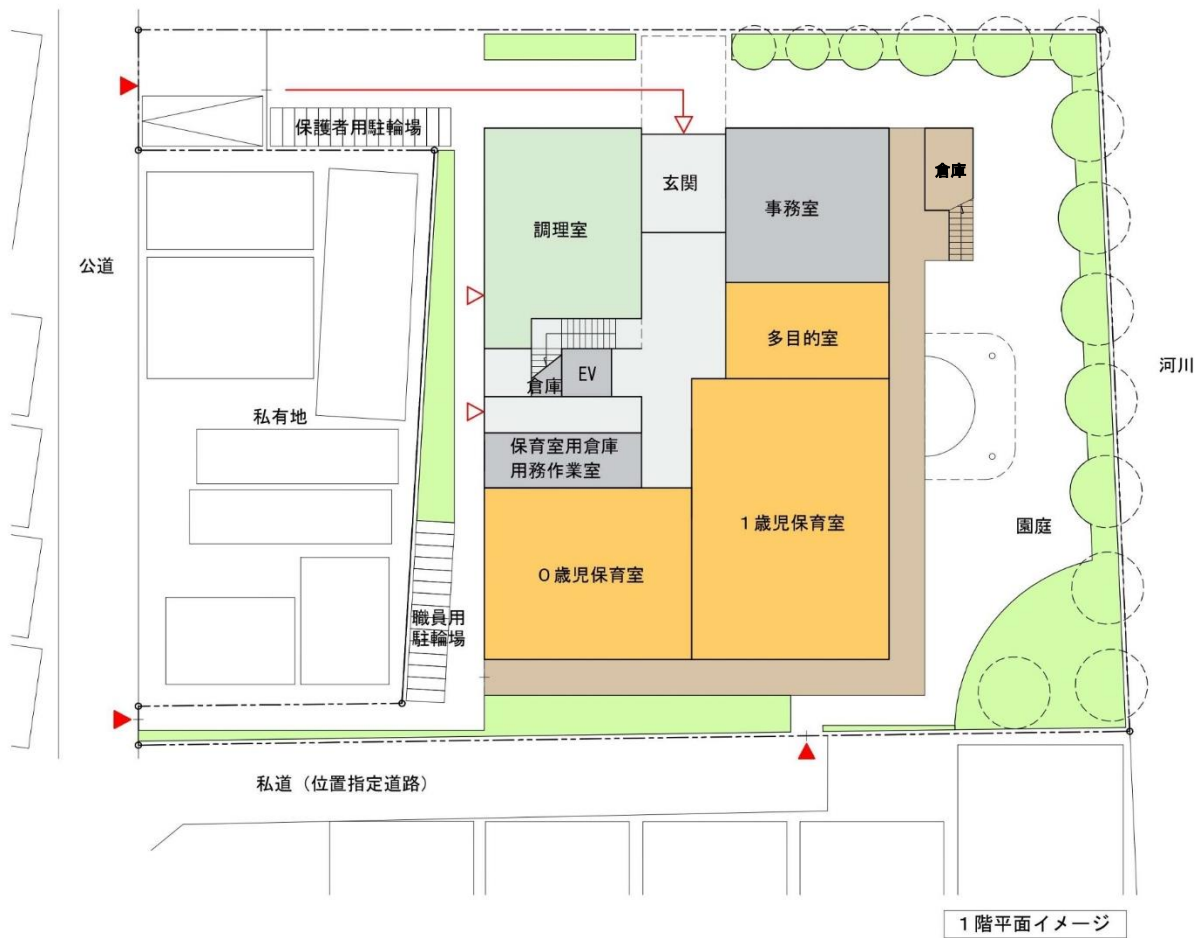 保護者用駐輪場
倉庫
玄関
事務室
調理室
公道
多目的室
河川
EV
倉庫
私有地
保育室用倉庫
用務作業室
1歳児保育室
園庭
0歳児保育室
職員用
駐輪場
私道(位置指定道路)
1階平面イメージ